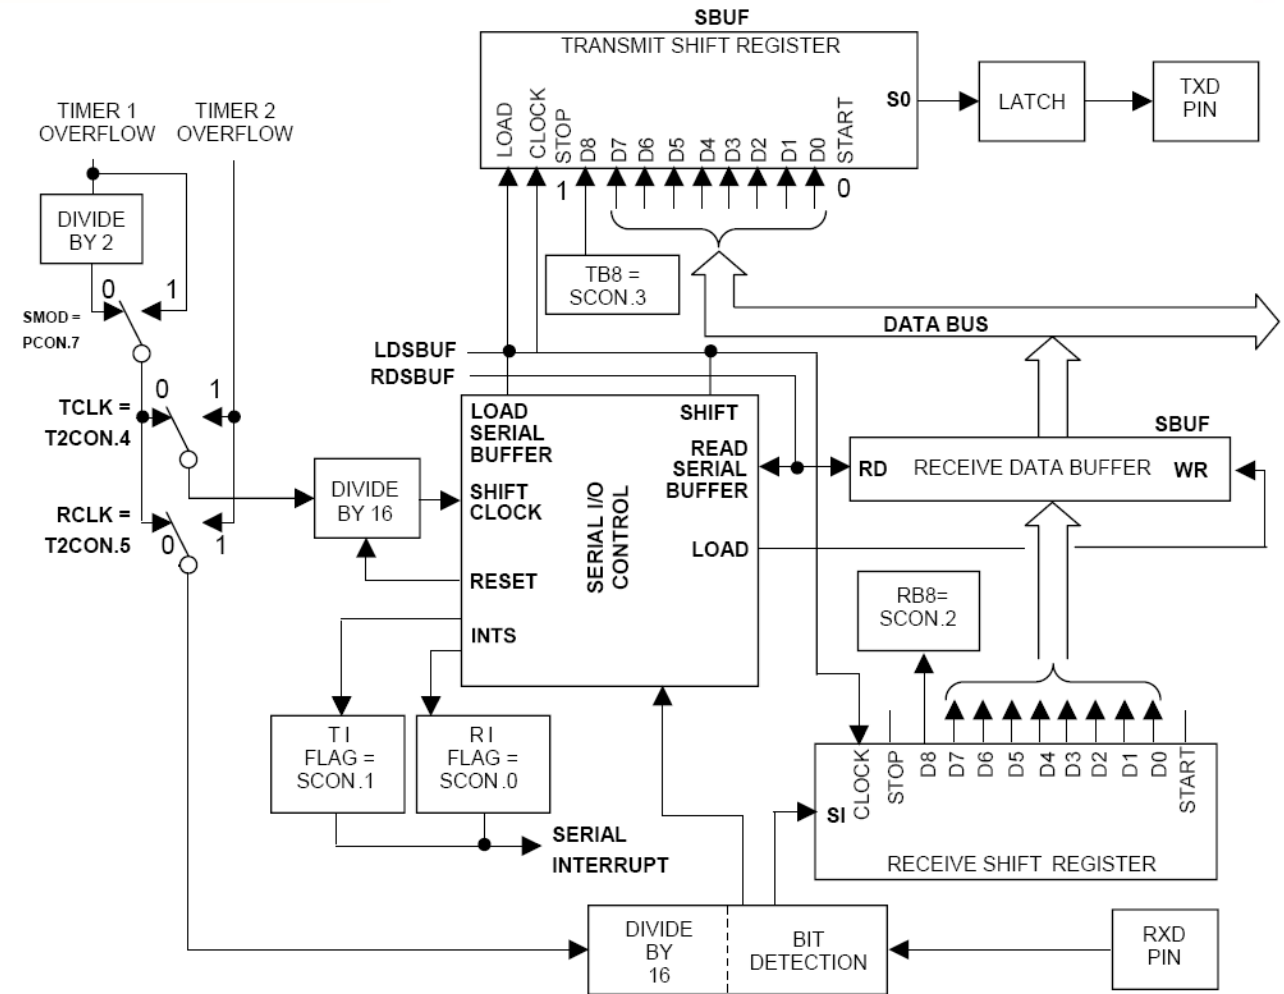 SBUF
TRANSMIT SHIFT REGISTER
LOAD
CLOCK
STOP
D8
D7
D6
D5
D4
D3
D2
D1
D0
START
S0
LATCH
TXD
PIN
1
0
TIMER 1
OVERFLOW
TIMER 2
OVERFLOW
DIVIDE
BY 2
0
1
SMOD =
PCON.7
TB8 =
SCON.3
DATA BUS
LDSBUF
RDSBUF
0
1
TCLK =
T2CON.4
RCLK =
T2CON.5
0
1
DIVIDE
BY 16
LOAD
SERIAL
BUFFER
SHIFT
READ
SERIAL
BUFFER
SHIFT
CLOCK
SERIAL I/O
CONTROL
LOAD
RESET
INTS
SBUF
RD
RECEIVE DATA BUFFER
WR
RB8=
SCON.2
TI
FLAG =
SCON.1
RI
FLAG =
SCON.0
SERIAL
INTERRUPT
CLOCK
STOP
D8
D7
D6
D5
D4
D3
D2
D1
D0
START
SI
RECEIVE SHIFT REGISTER
DIVIDE
BY
16
BIT
DETECTION
RXD
PIN